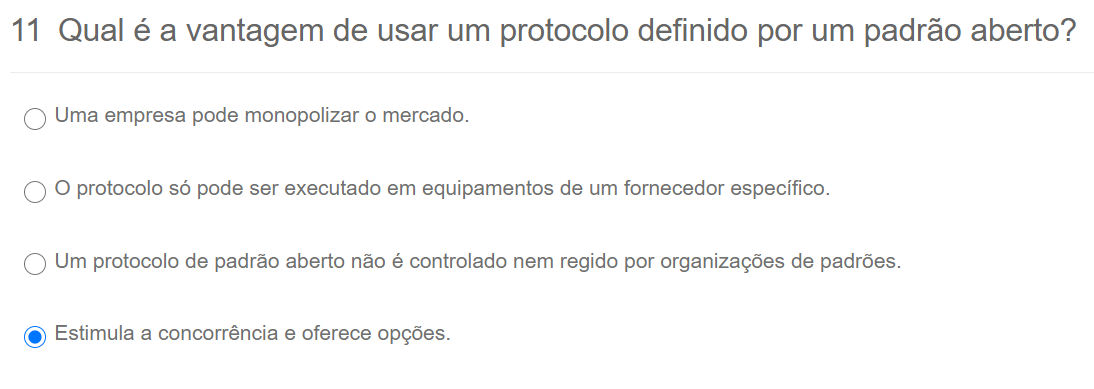 11 Qual é a vantagem de usar um protocolo definido por um padrão aberto?
Uma empresa pode monopolizar o mercado.
O protocolo só pode ser executado em equipamentos de um fornecedor específico.
Um protocolo de padrão aberto não é controlado nem regido por organizações de padrões.
Estimula a concorrência e oferece opções.